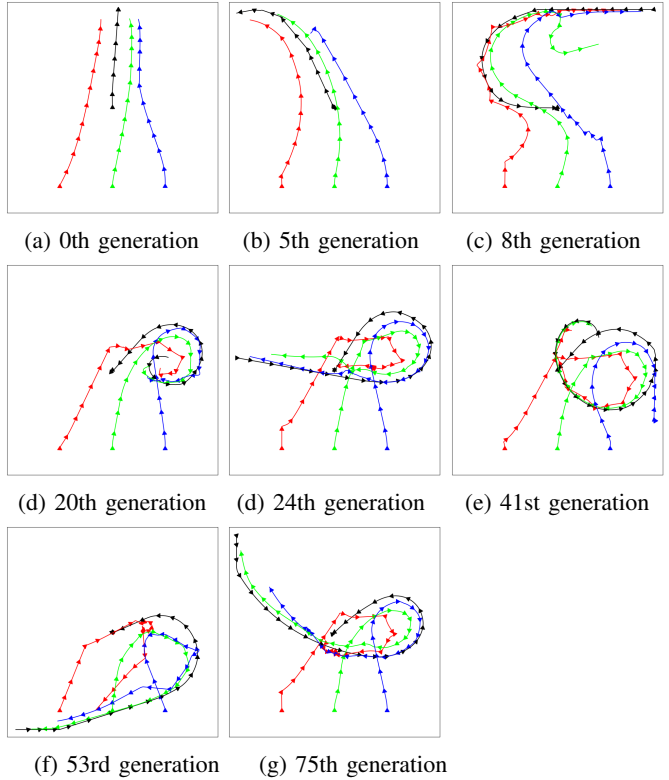 (a) 0th generation
(b) 5th generation
(c) 8th generation
(d) 20th generation
(d) 24th generation
(e) 41st generation
(f) 53rd generation
(g) 75th generation